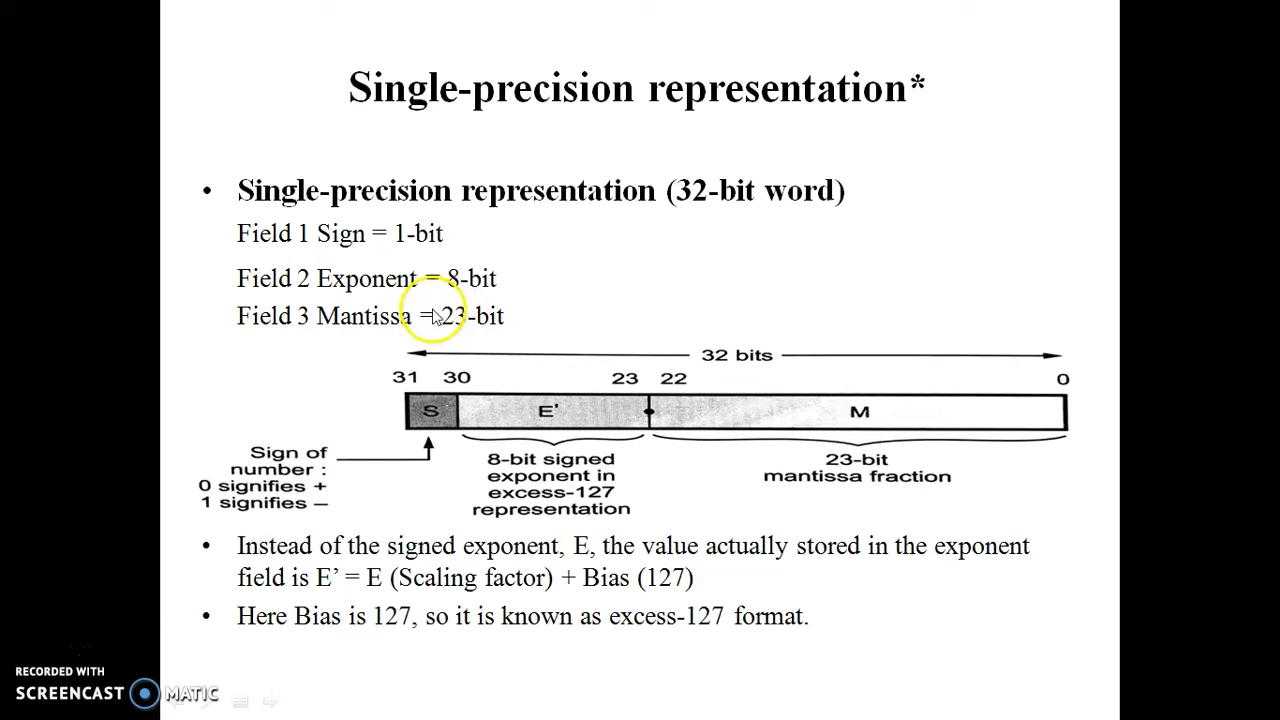 Single-precision representation*
• Single-precision representation (32-bit word)
Field 1 Sign = 1-bit
Field 2 Exponent = 8-bit
Field 3 Mantissa = 23-bit
32 bits
31 30 23 22 0
S E' M
Sign of
number :
0 signifies +
1 signifies –
8-bit signed
exponent in
excess-127
representation
23-bit
mantissa fraction
• Instead of the signed exponent, E, the value actually stored in the exponent
field is E’ = E (Scaling factor) + Bias (127)
• Here Bias is 127, so it is known as excess-127 format.
RECORDED WITH
SCREENCAST MATIC